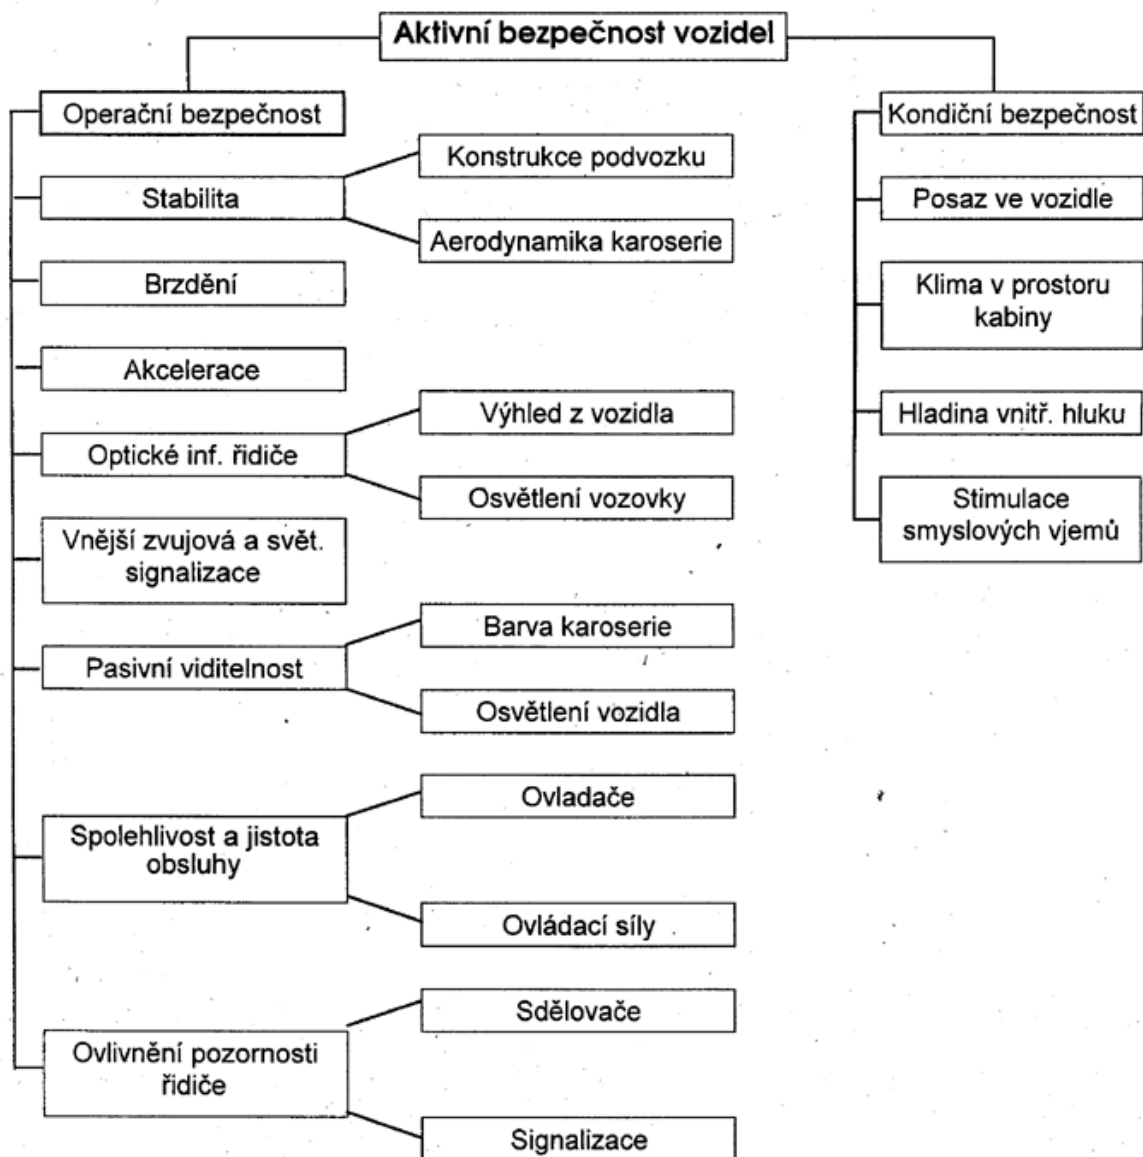 Aktivní bezpečnost vozidel
Operační bezpečnost
Stabilita
Konstrukce podvozku
Aerodynamika karoserie
Brzdění
Akcelerace
Optické inf. řidiče
Výhled z vozidla
Osvětlení vozovky
Vnější zvujová a svět.
signalizace
Pasivní viditelnost
Barva karoserie
Osvětlení vozidla
Spolehlivost a jistota
obsluhy
Ovladače
Ovládací síly
Ovlivnění pozornosti
řidiče
Sdělovače
Signalizace
Kondiční bezpečnost
Posaz ve vozidle
Klima v prostoru
kabiny
Hladina vnitř. hluku
Stimulace
smyslových vjemů